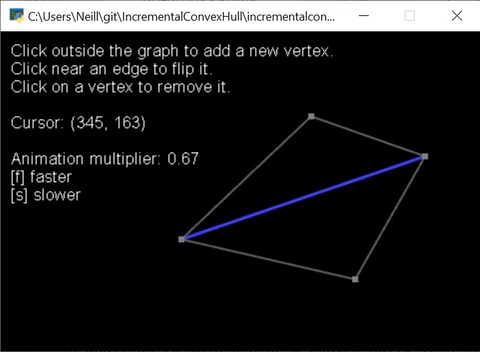 C:\Users\Neill\git\IncrementalConvexHull\incrementalcon...
Click outside the graph to add a new vertex.
Click near an edge to flip it.
Click on a vertex to remove it.
Cursor: (345, 163)
Animation multiplier: 0.67
[f] faster
[s] slower